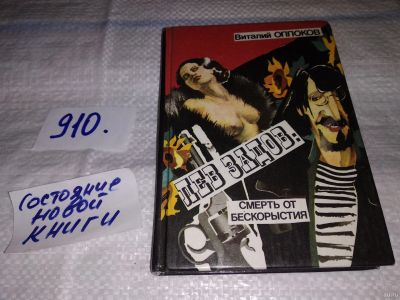 910.
Состояние
новой
книги
Виталий ОППОКОВ
ЛЕВ ЗАДОВ:
СМЕРТЬ ОТ
БЕСКОРЫСТИЯ